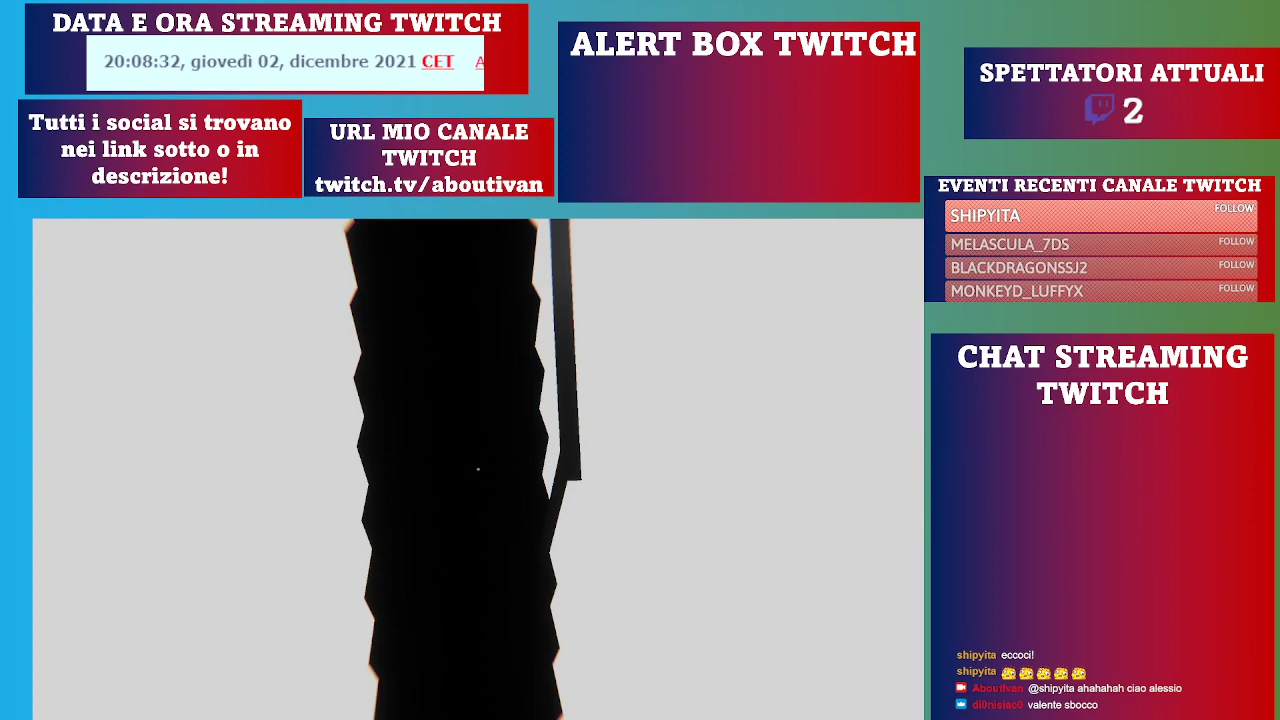 DATA E ORA STREAMING TWITCH
20:08:32, giovedì 02, dicembre 2021 CET A
Tutti i social si trovano
nei link sotto o in
descrizione!
URL MIO CANALE
TWITCH
twitch.tv/aboutivan
ALERT BOX TWITCH
SPETTATORI ATTUALI
2
EVENTI RECENTI CANALE TWITCH
SHIPYITA FOLLOW
MELASCULA_7DS FOLLOW
BLACKDRAGONSSJ2 FOLLOW
MONKEYD_LUFFYX FOLLOW
CHAT STREAMING
TWITCH
shipyita eccoci!
shipyita
AboutIvan @shipyita ahahahah ciao alessio
di0nisiac0 valente sbocco